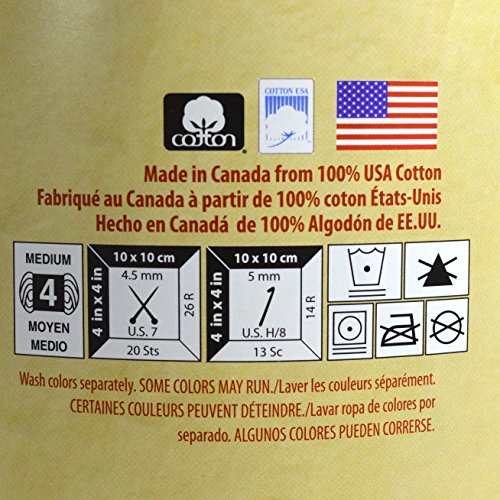 cotton
COTTON USA
Made in Canada from 100% USA Cotton
Fabriqué au Canada à partir de 100% coton États-Unis
Hecho en Canadá de 100% Algodón de EE.UU.
MEDIUM
4
MOYEN
MEDIO
10 x 10 cm
4 in x 4 in
4.5 mm
26 R
U.S. 7
20 Sts
10 x 10 cm
4 in x 4 in
5 mm
14 R
U.S. H/8
13 Sc
Wash colors separately. SOME COLORS MAY RUN./Laver les couleurs séparément.
CERTAINES COULEURS PEUVENT DÉTEINDRE./Lavar ropa de colores por
separado. ALGUNOS COLORES PUEDEN CORRERSE.